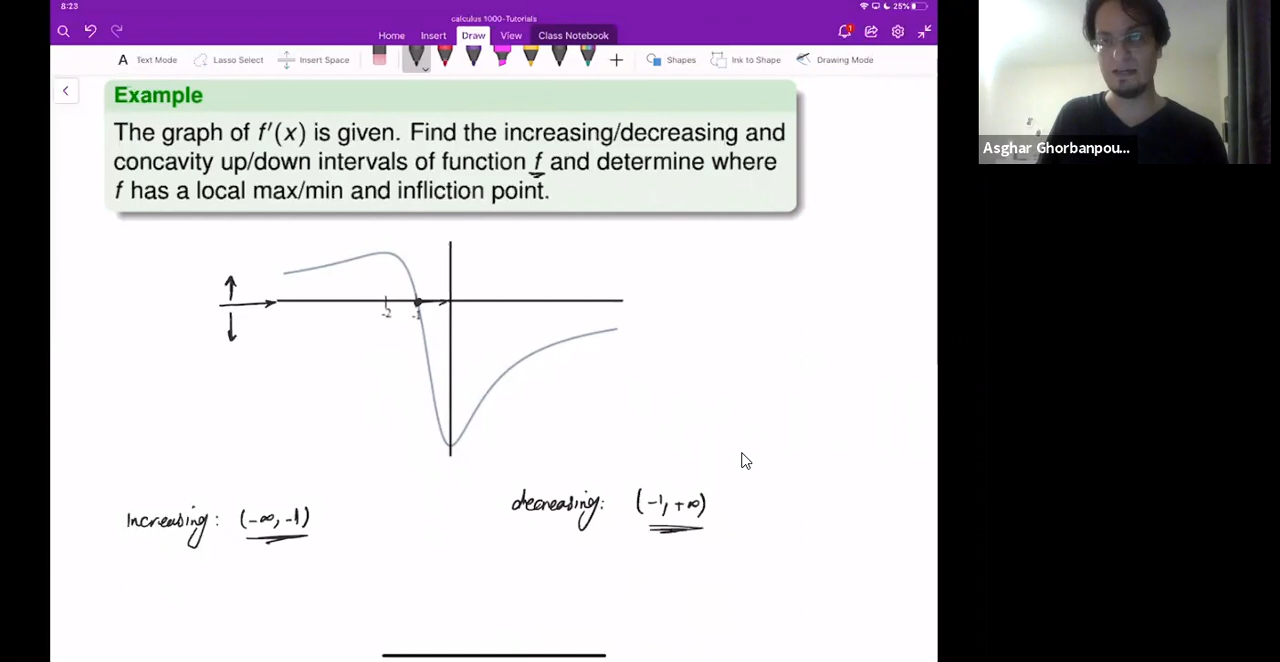 8:23
25%
calculus 1000-Tutorials
Home Insert Draw View Class Notebook
1
A Text Mode Lasso Select Insert Space Shapes Ink to Shape Drawing Mode
Example
The graph of f′(x) is given. Find the increasing/decreasing and
concavity up/down intervals of function f and determine where
f has a local max/min and infliction point.
Asghar Ghorbanpou...
-2 -1
Increasing: (-∞, -1)
decreasing: (-1, +∞)